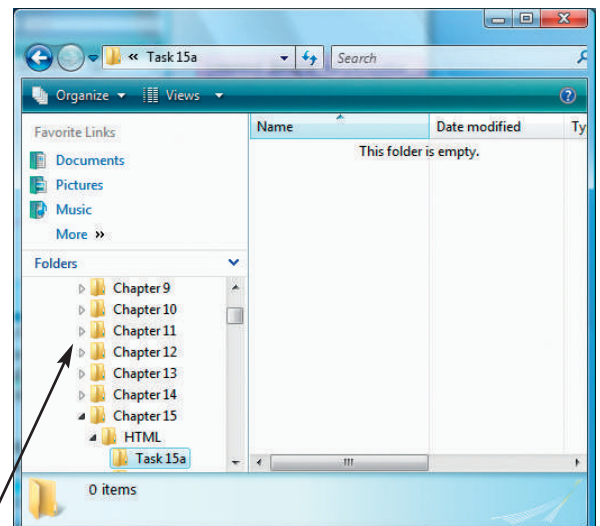 « Task 15a Search
Organize Views
Favorite Links
Documents
Pictures
Music
More »
Folders
Chapter 9
Chapter 10
Chapter 11
Chapter 12
Chapter 13
Chapter 14
Chapter 15
HTML
Task 15a
Name Date modified Ty
This folder is empty.
0 items